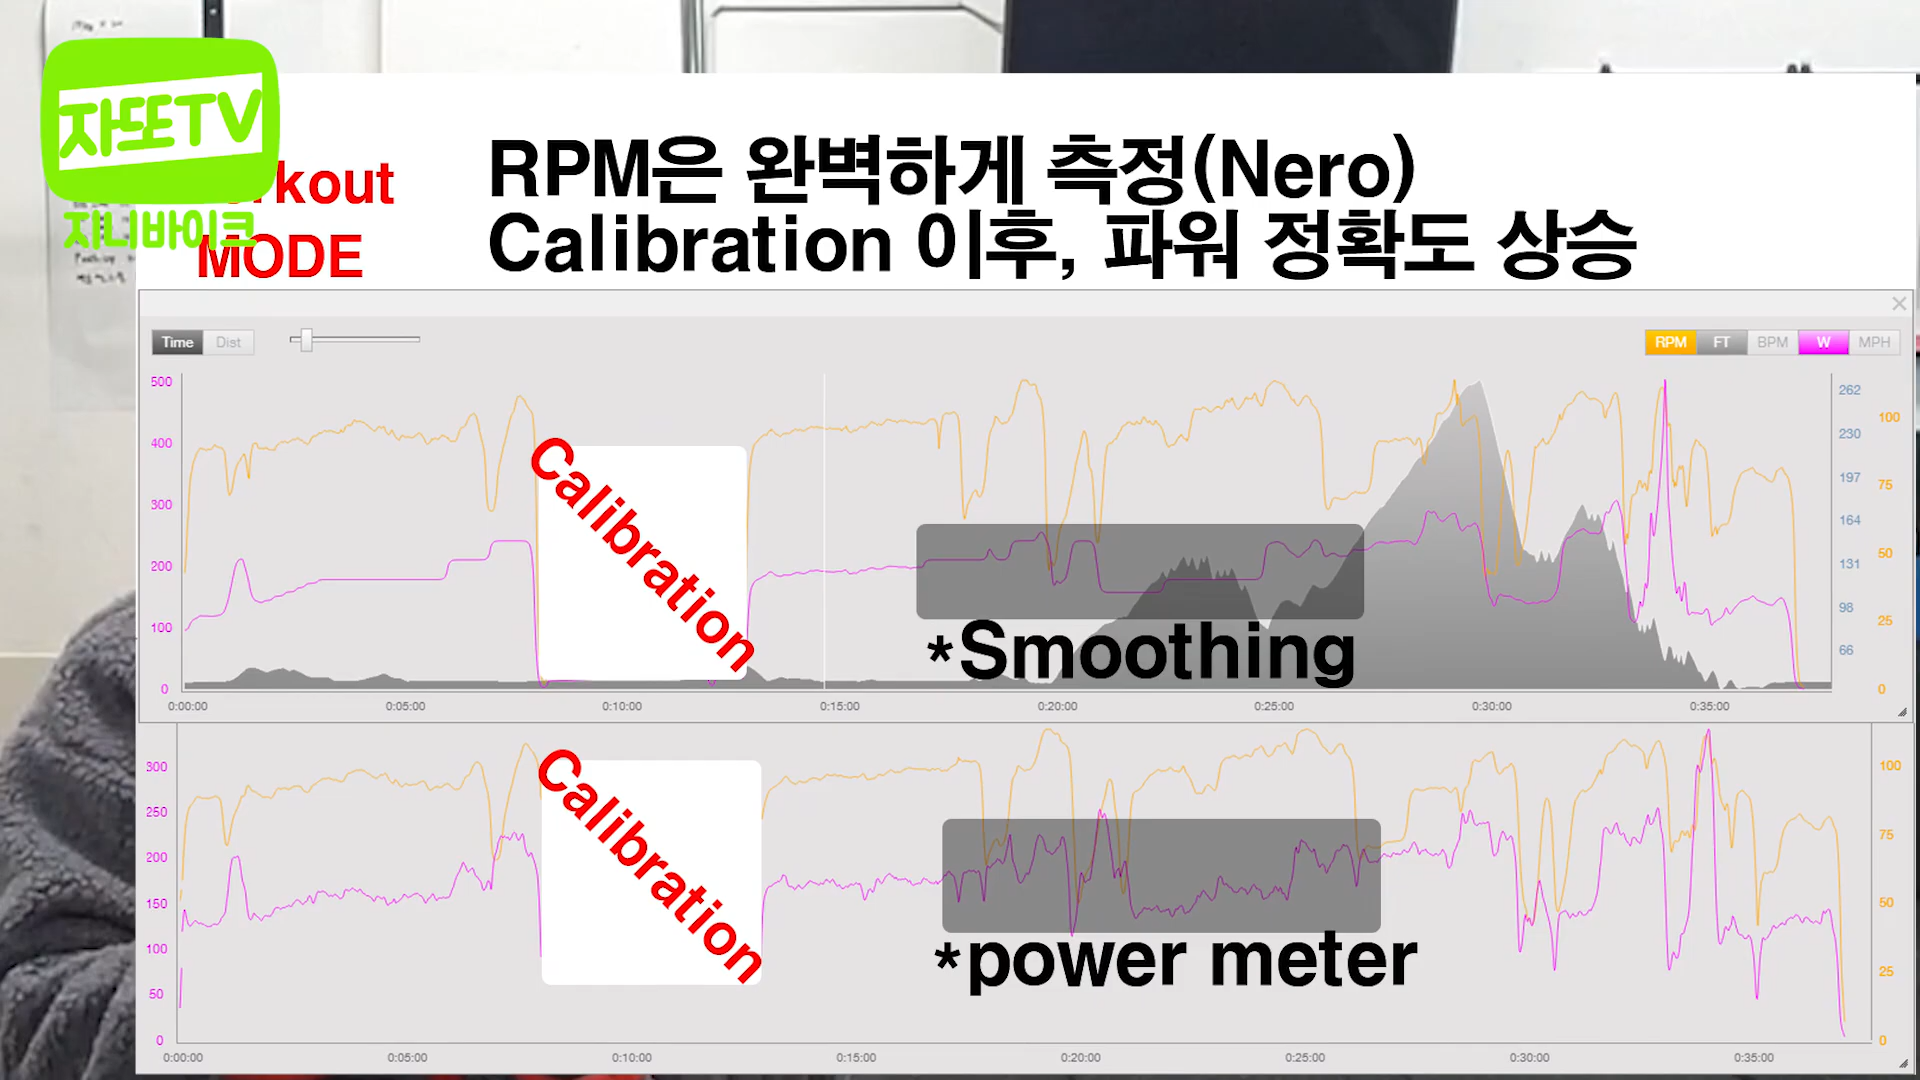 자또TV
지니바이크
rkout
MODE
RPM은 완벽하게 측정(Nero)
Calibration 이후, 파워 정확도 상승
Time Dist
RPM FT BPM W MPH
500
400
300
200
100
0
262
230
197
164
131
98
66
100
75
50
25
0
Calibration
*Smoothing
0:00:00 0:05:00 0:10:00 0:15:00 0:20:00 0:25:00 0:30:00 0:35:00
300
250
200
150
100
50
0
100
75
50
25
0
Calibration
*power meter
0:00:00 0:05:00 0:10:00 0:15:00 0:20:00 0:25:00 0:30:00 0:35:00